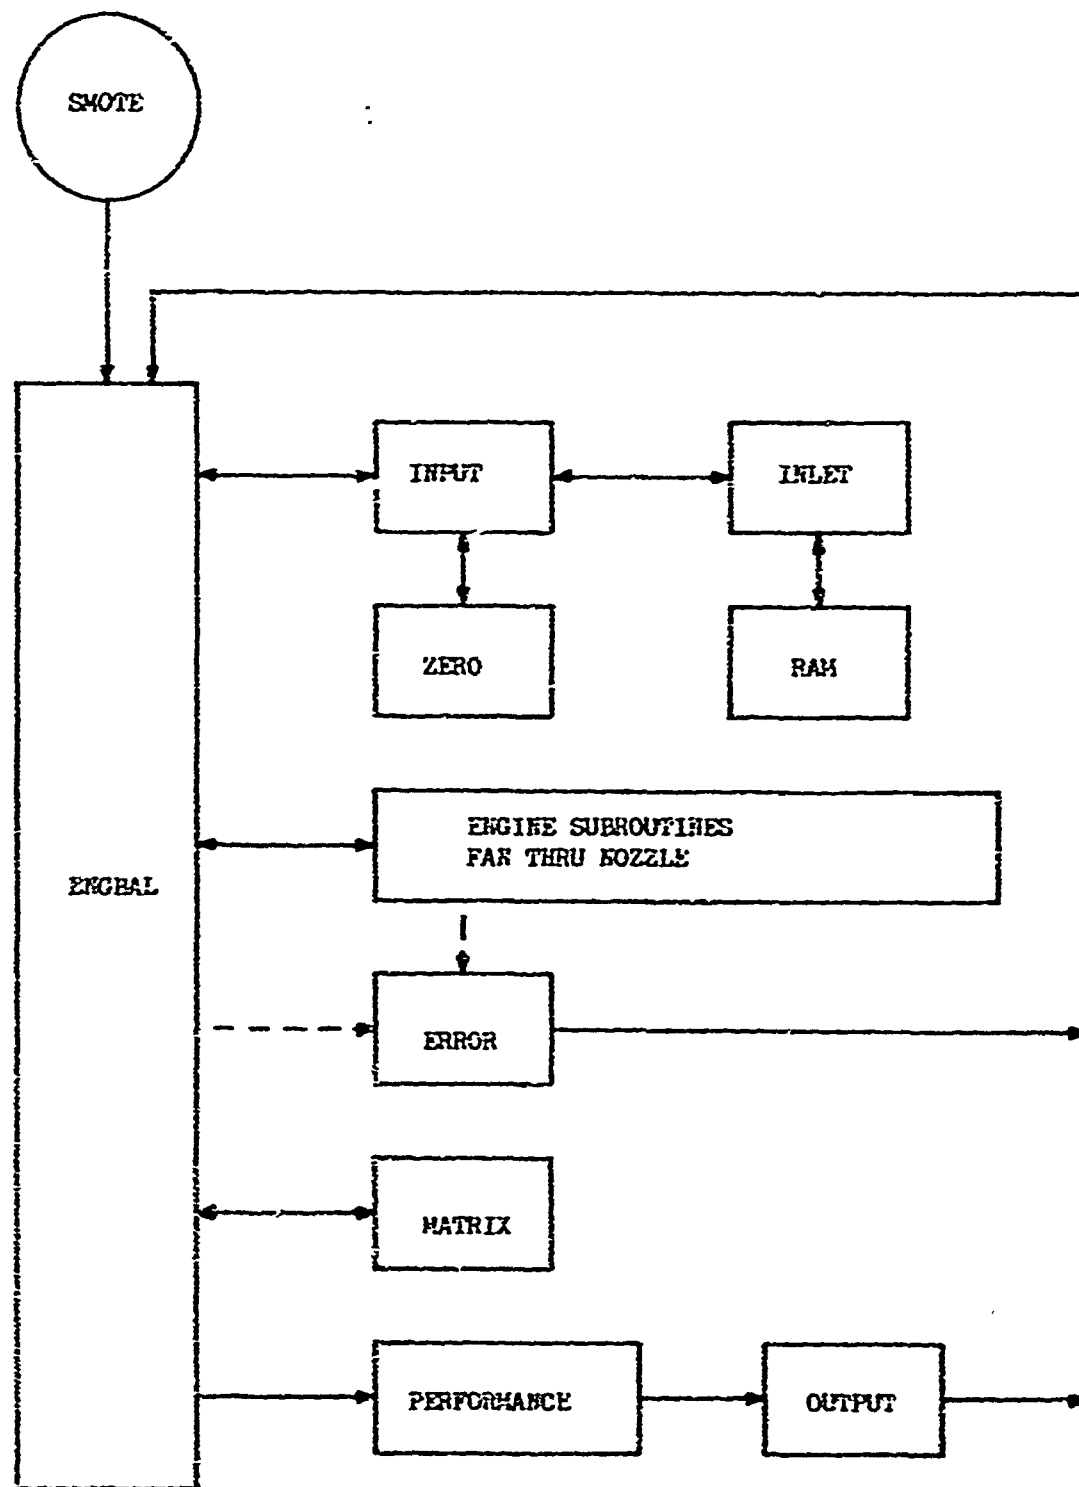 SMOTE
INPUT
INLET
ZERO
RAM
ENGINE SUBROUTINES
FAN THRU NOZZLE
ENGBAL
ERROR
MATRIX
PERFORMANCE
OUTPUT